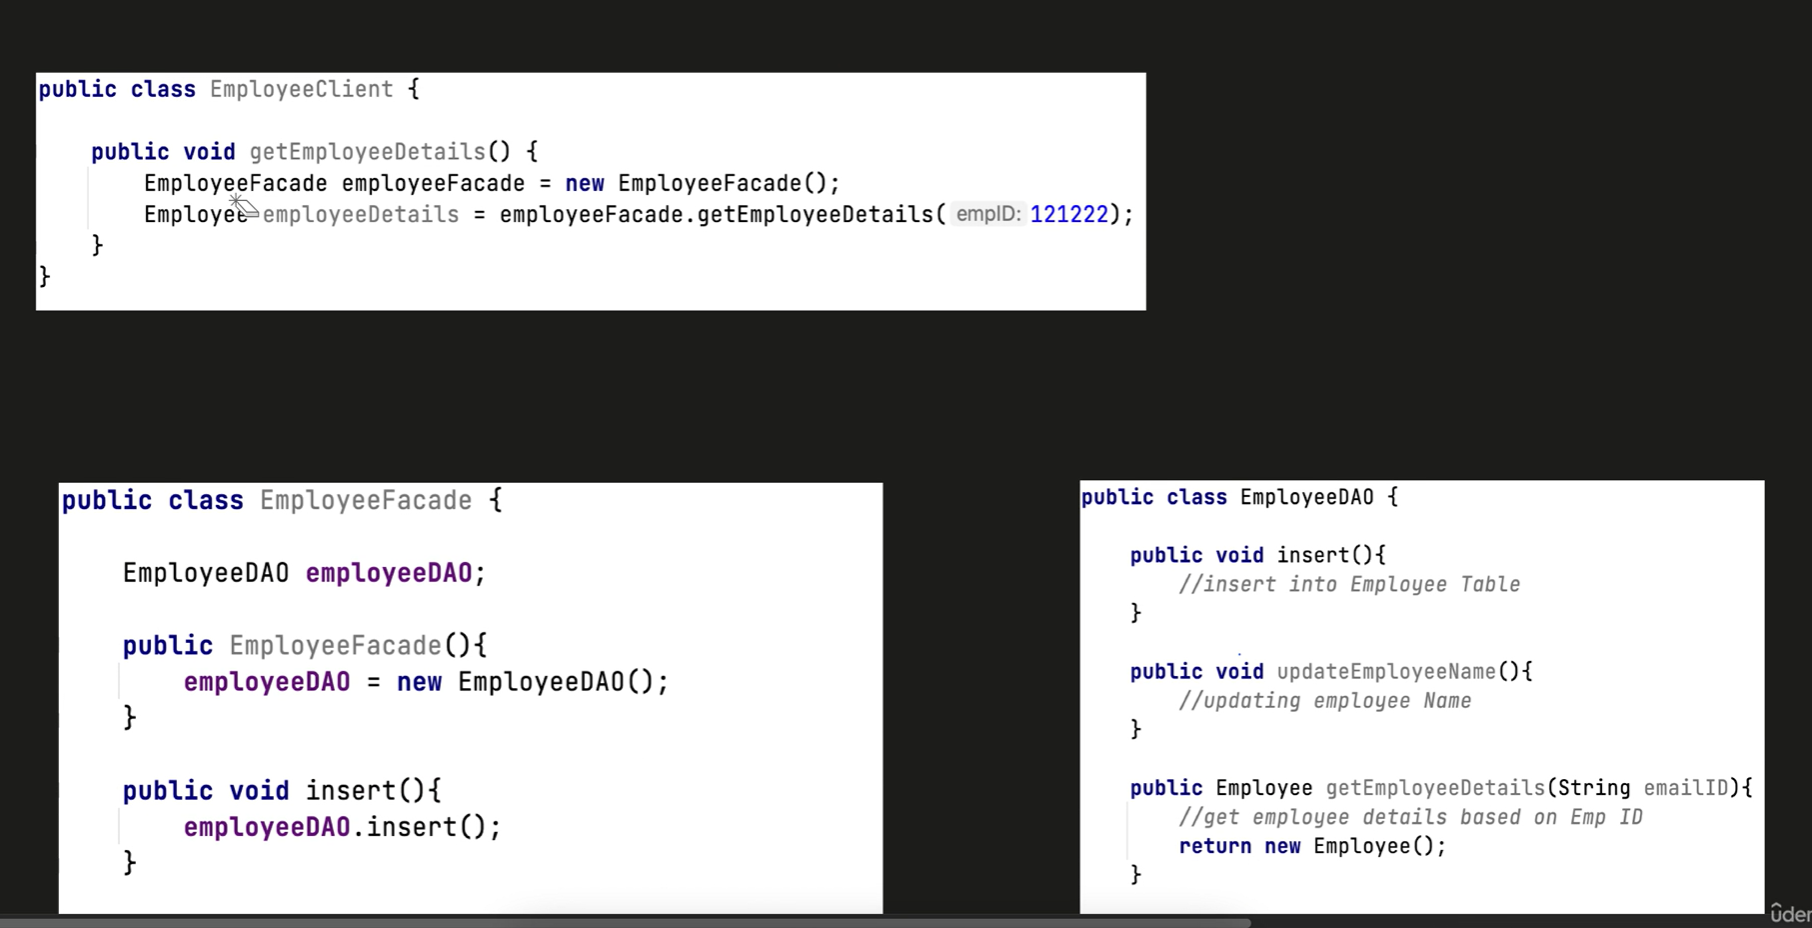 public class EmployeeClient {
public void getEmployeeDetails() {
EmployeeFacade employeeFacade = new EmployeeFacade();
Employee employeeDetails = employeeFacade.getEmployeeDetails( empID: 121222);
}
}
public class EmployeeFacade {
EmployeeDAO employeeDAO;
public EmployeeFacade(){
employeeDAO = new EmployeeDAO();
}
public void insert(){
employeeDAO.insert();
}
public class EmployeeDAO {
public void insert(){
//insert into Employee Table
}
public void updateEmployeeName(){
//updating employee Name
}
public Employee getEmployeeDetails(String emailID){
//get employee details based on Emp ID
return new Employee();
}